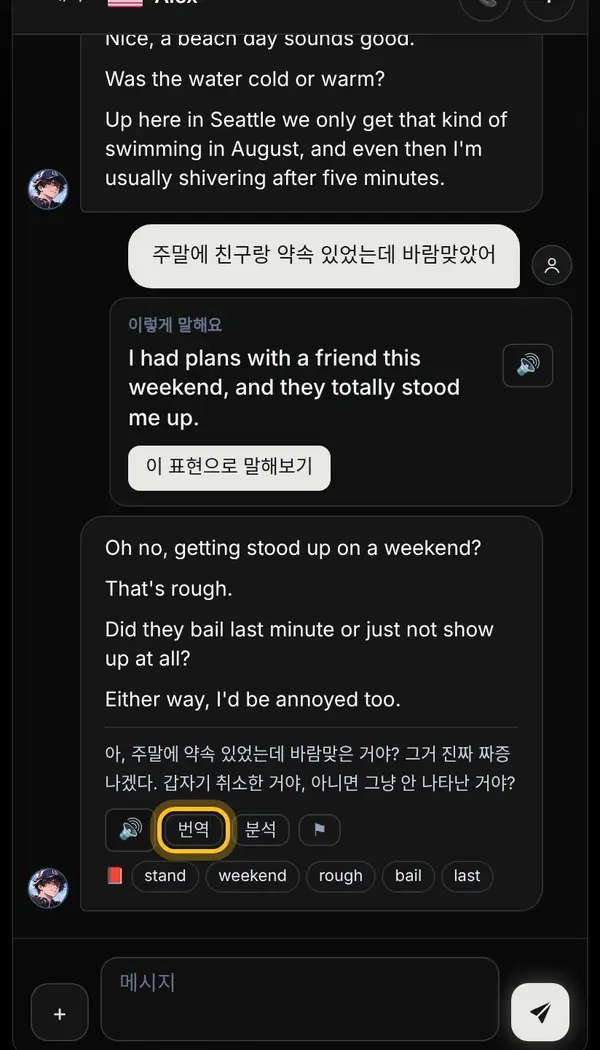 Alex
Nice, a beach day sounds good.
Was the water cold or warm?
Up here in Seattle we only get that kind of
swimming in August, and even then I'm
usually shivering after five minutes.
주말에 친구랑 약속 있었는데 바람맞았어
이렇게 말해요
I had plans with a friend this
weekend, and they totally stood
me up.
이 표현으로 말해보기
Oh no, getting stood up on a weekend?
That's rough.
Did they bail last minute or just not show
up at all?
Either way, I'd be annoyed too.
아, 주말에 약속 있었는데 바람맞은 거야? 그거 진짜 짜증
나겠다. 갑자기 취소한 거야, 아니면 그냥 안 나타난 거야?
번역 분석
stand weekend rough bail last
메시지
+